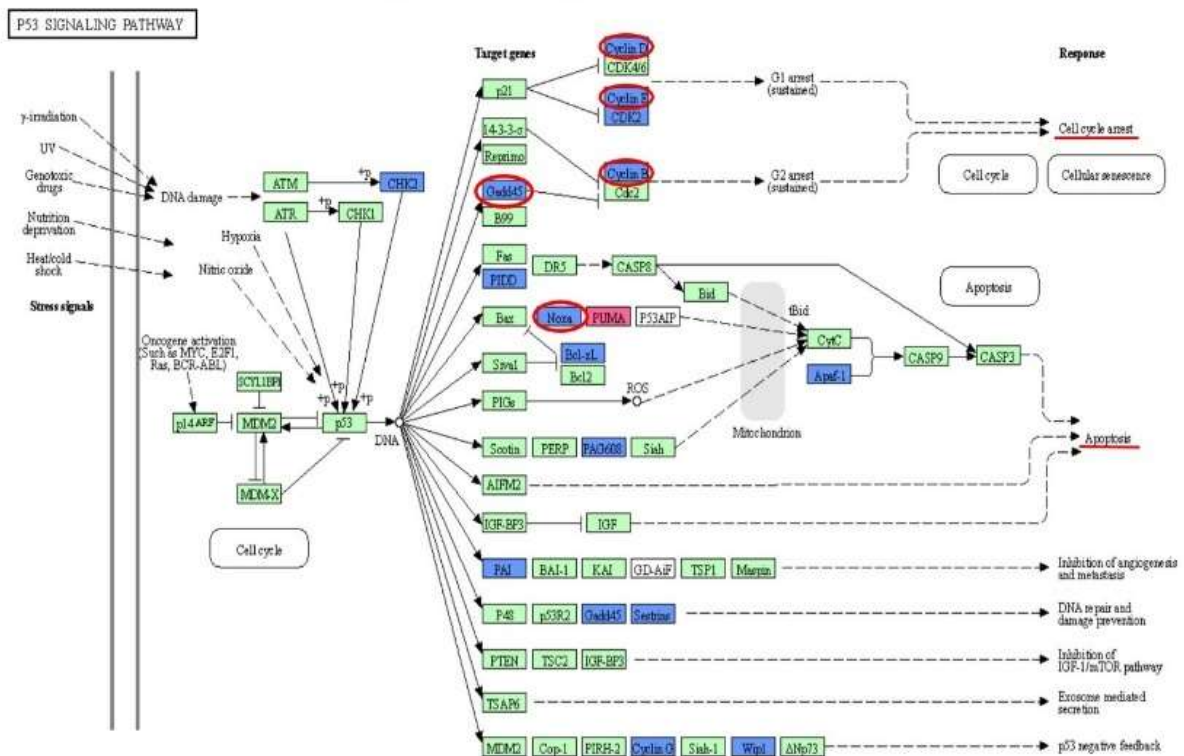 P53 SIGNALING PATHWAY
Target genes
Response
Cyclin D
CDK4/6
p21
G1 arrest
(sustained)
Cyclin E
CDK2
γ-irradiation
UV
Genotoxic
drugs
Nutrition
deprivation
Heat/cold
shock
Stress signals
DNA damage
ATM
+p
CHK2
ATR
+p
CHK1
Hypoxia
Nitric oxide
14-3-3-σ
Reprimo
Gadd45
B99
Cyclin B
Cdc2
G2 arrest
(sustained)
Cell cycle arrest
Cell cycle
Cellular senescence
Fas
PIDD
DR5
CASP8
Bid
tBid
Apoptosis
Bax
Noxa
PUMA
P53AIP
CytC
CASP9
CASP3
Siva1
Bcl-xL
Bcl2
Apaf-1
PIGs
ROS
Mitochondrion
Oncogene activation
(Such as MYC, E2F1,
Ras, BCR-ABL)
SCYL1BP1
+p
+p
+p
p14ARF
MDM2
p53
DNA
MDM-X
Cell cycle
Scotin
PERP
PAG608
Siah
Apoptosis
AIFM2
IGF-BP3
IGF
PAI
BAI-1
KAI
GD-AiF
TSP1
Maspin
Inhibition of angiogenesis
and metastasis
P48
p53R2
Gadd45
Sestrins
DNA repair and
damage prevention
PTEN
TSC2
IGF-BP3
Inhibition of
IGF-1/mTOR pathway
TSAP6
Exosome mediated
secretion
MDM2
Cop-1
PIRH-2
Cyclin G
Siah-1
Wip1
ΔNp73
p53 negative feedback